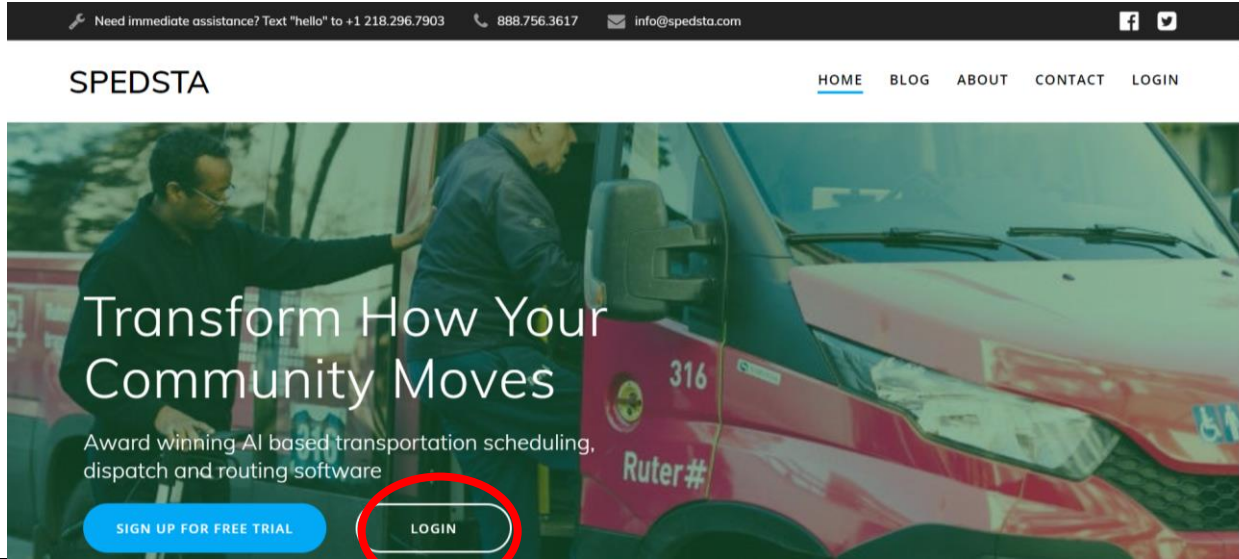 Need immediate assistance? Text "hello" to +1 218.296.7903 888.756.3617 info@spedsta.com
SPEDSTA
HOME BLOG ABOUT CONTACT LOGIN
Transform How Your
Community Moves
Award winning AI based transportation scheduling,
dispatch and routing software
SIGN UP FOR FREE TRIAL LOGIN
316
Ruter#